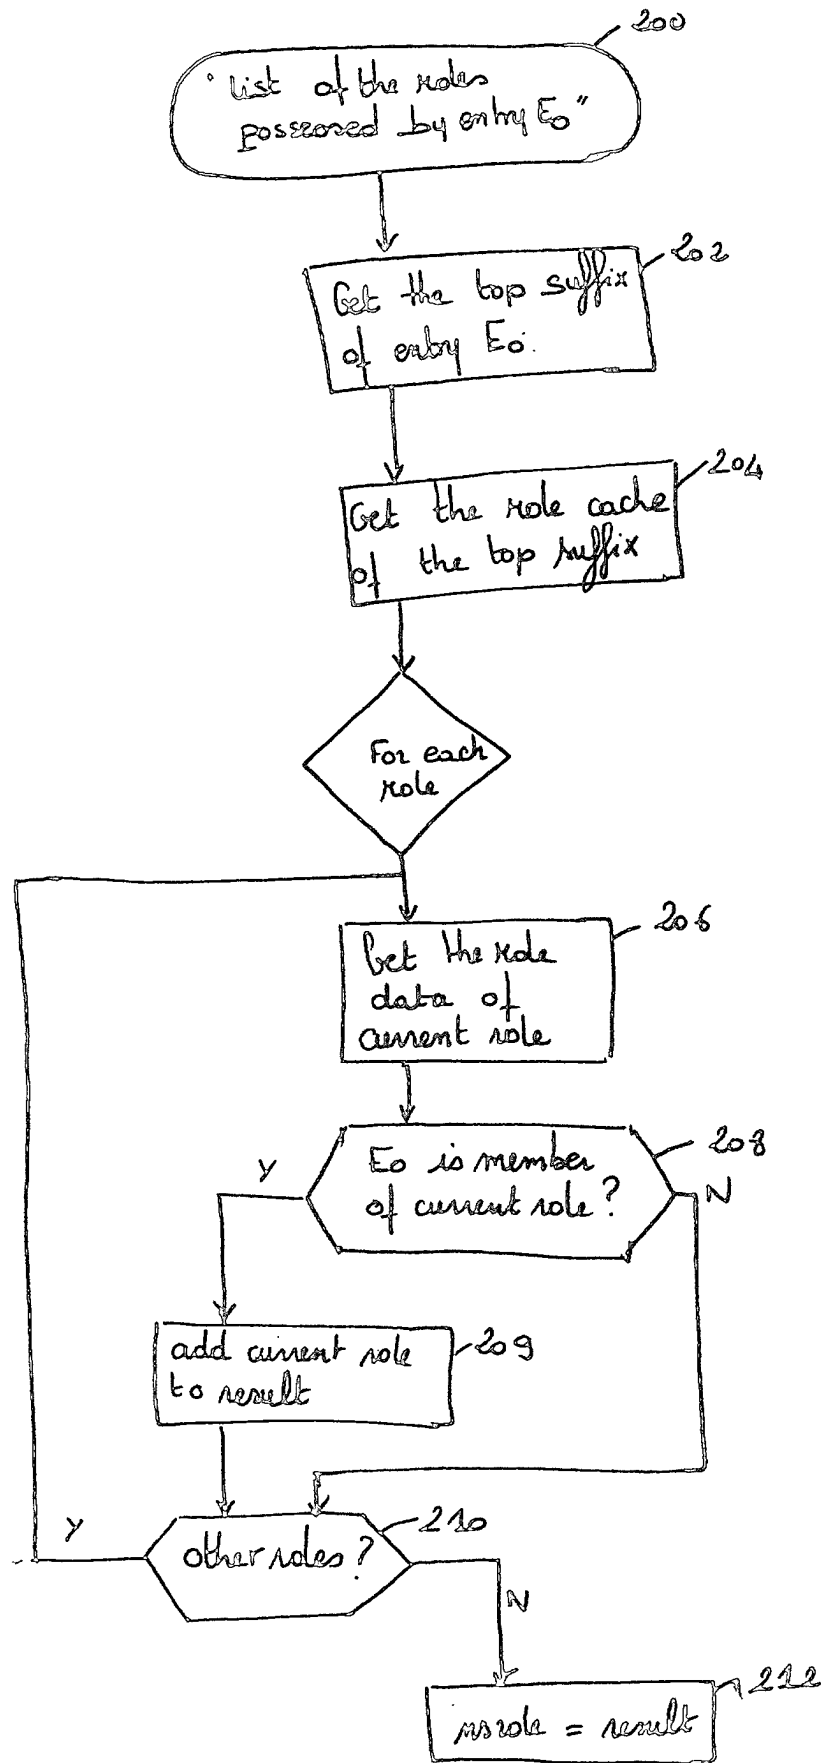 200
"list of the roles
possessed by entry E0"
202
Get the top suffix
of entry E0.
204
Get the role cache
of the top suffix
For each
role
206
Get the role
data of
current role
208
E0 is member
of current role?
Y
N
add current role
to result
209
210
other roles?
Y
N
212
nsrole = result